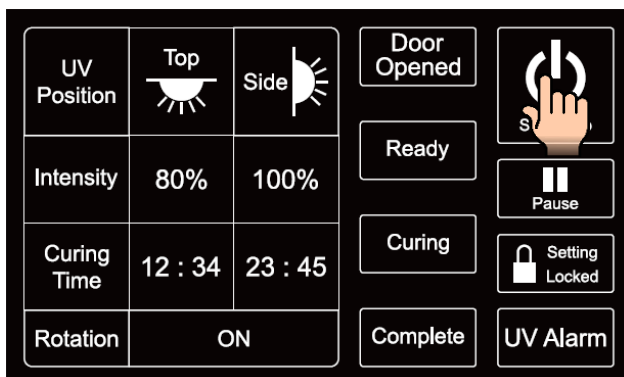 UV
Position
Top
Side
Intensity
80%
100%
Curing
Time
12 : 34
23 : 45
Rotation
ON
Door
Opened
Ready
Curing
Complete
Pause
Setting
Locked
UV Alarm